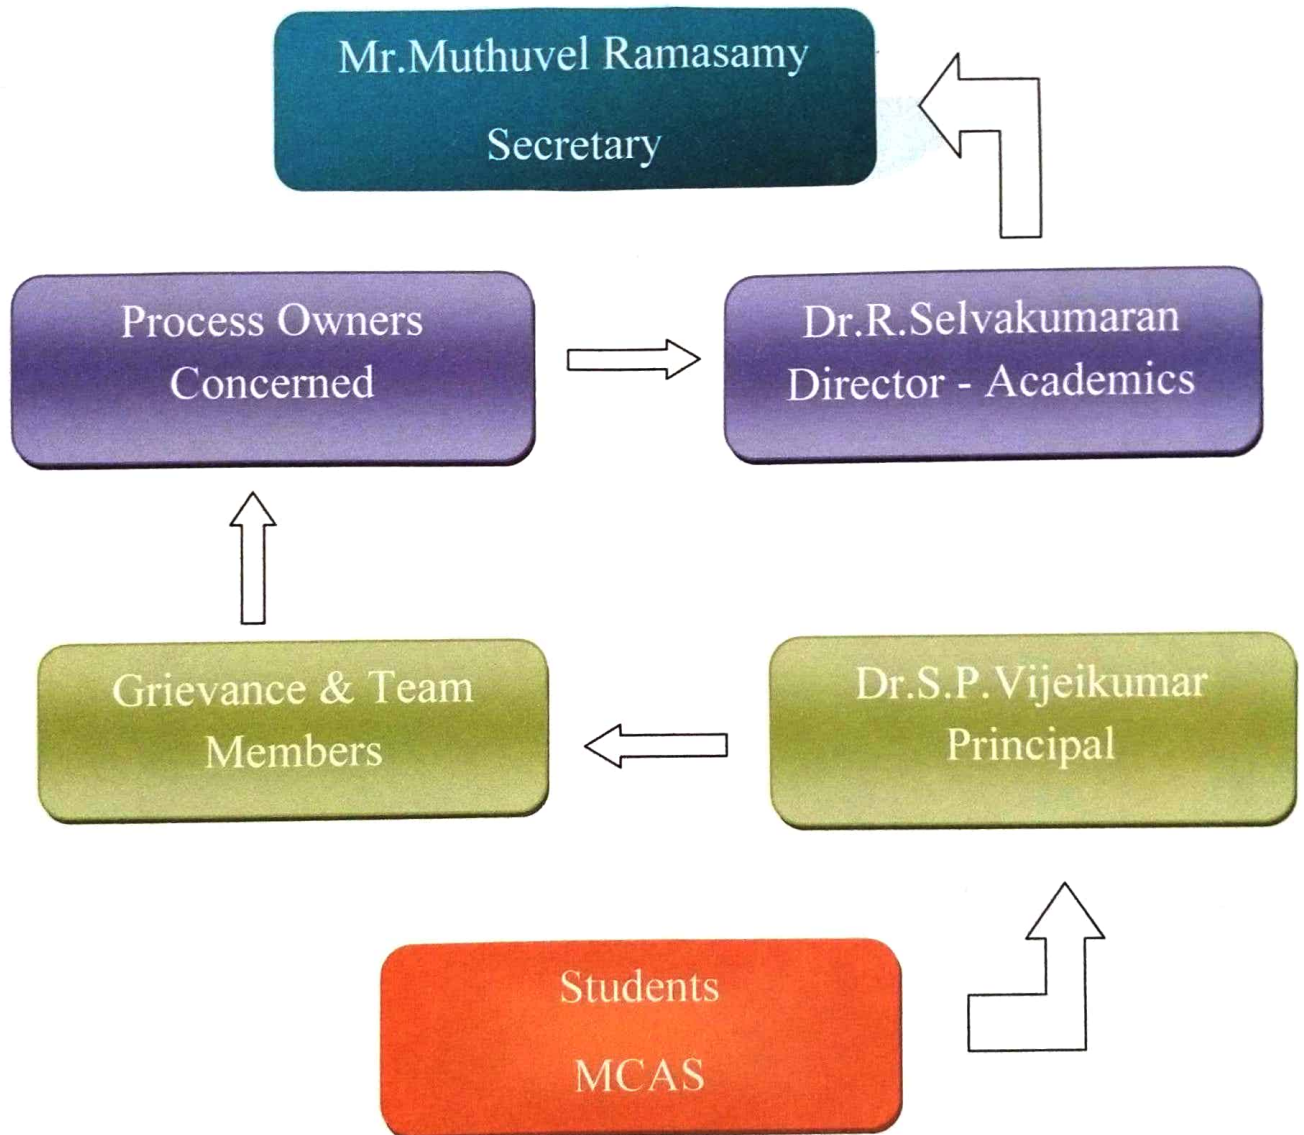 Mr.Muthuvel Ramasamy
Secretary
Process Owners
Concerned
Dr.R.Selvakumaran
Director - Academics
Grievance & Team
Members
Dr.S.P.Vijeikumar
Principal
Students
MCAS